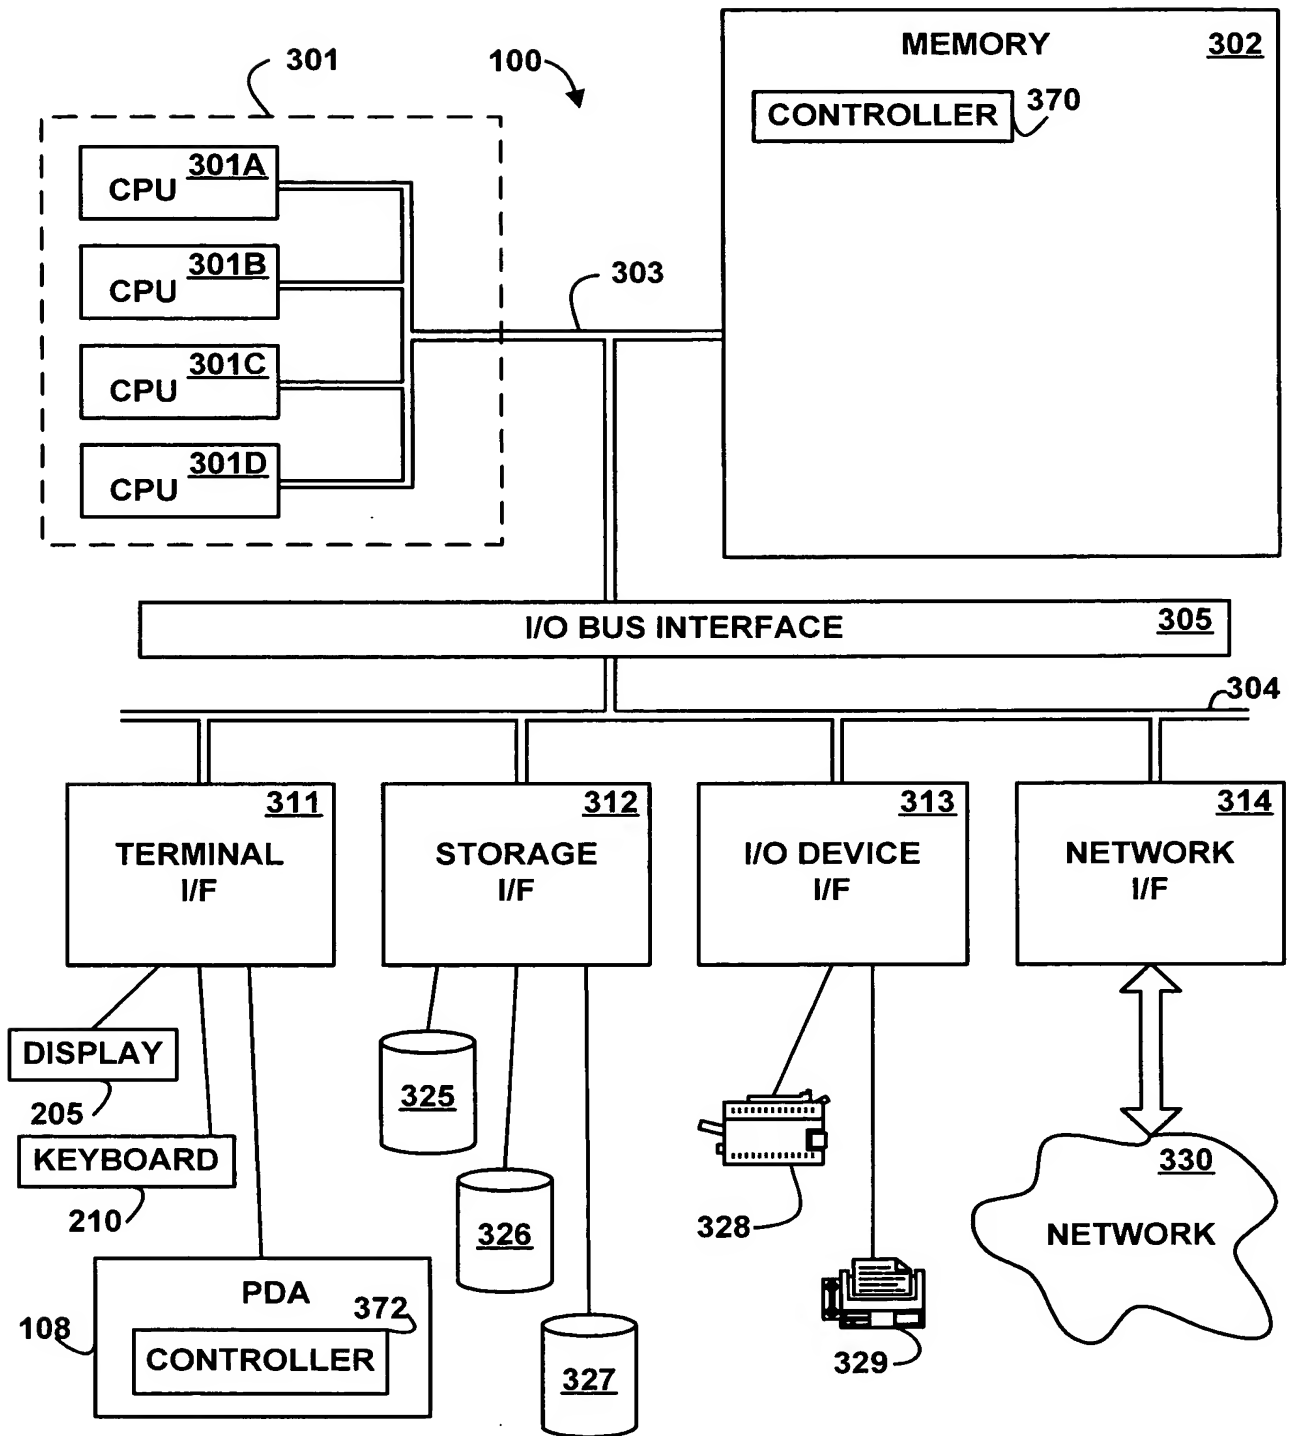 301
100
MEMORY 302
CONTROLLER 370
CPU 301A
CPU 301B
CPU 301C
CPU 301D
303
I/O BUS INTERFACE 305
304
311
TERMINAL
I/F
312
STORAGE
I/F
313
I/O DEVICE
I/F
314
NETWORK
I/F
DISPLAY
205
KEYBOARD
210
PDA
372
108
CONTROLLER
325
326
327
328
329
330
NETWORK